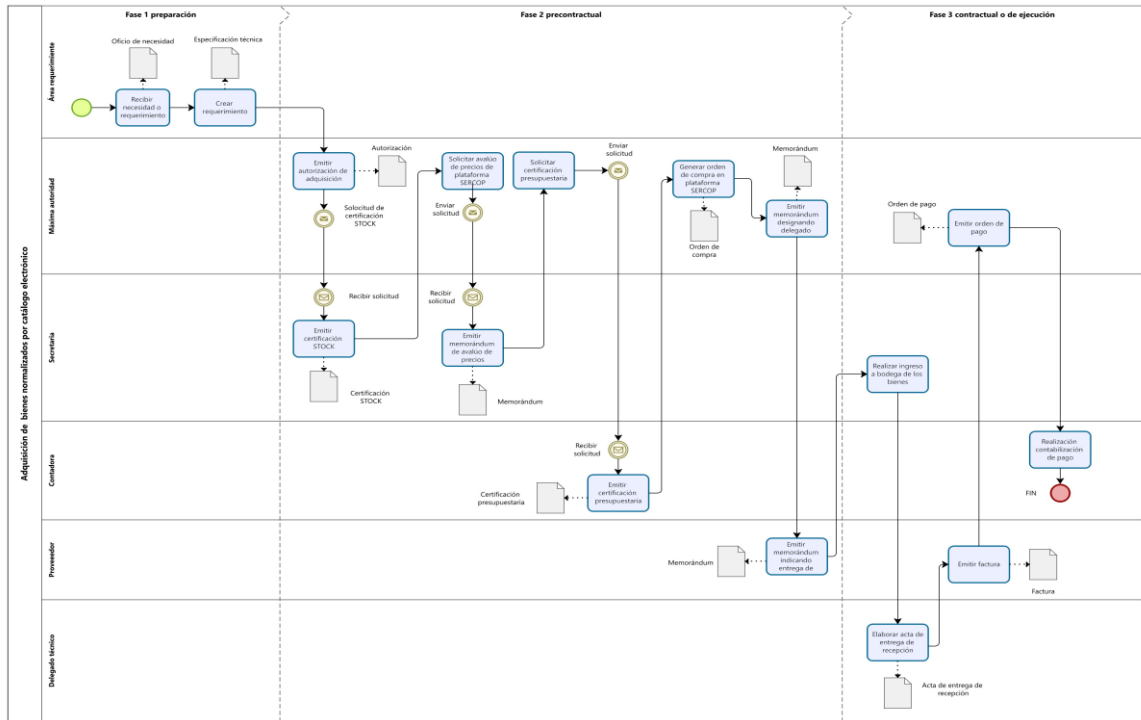 Fase 1 preparación
Fase 2 precontractual
Fase 3 contractual o de ejecución
Adquisición de bienes normalizados por catálogo electrónico
Área requirimiente
Oficio de necesidad
Especificación técnica
Recibir
necesidad o
requerimiento
Crear
requerimiento
Máxima autoridad
Emitir
autorización de
adquisición
Autorización
Solocitud de
certificación
STOCK
Solicitar avalúo
de precios de
plataforma
SERCOP
Enviar
solicitud
Solicitar
certificación
presupuestaria
Enviar
solicitud
Generar orden
de compra en
plataforma
SERCOP
Orden de
compra
Memorándum
Emitir
memorándum
designando
delegado
Orden de pago
Emitir orden de
pago
Secretaria
Recibir solicitud
Emitir
certificación
STOCK
Certificación
STOCK
Recibir
solicitud
Emitir
memorándum
de avalúo de
precios
Memorándum
Realizar ingreso
a bodega de los
bienes
Contadora
Recibir
solicitud
Emitir
certificación
presupuestaria
Certificación
presupuestaria
Realización
contabilización
de pago
FIN
Proveedor
Memorándum
Emitir
memorándum
indicando
entrega de
Emitir factura
Factura
Delegado técnico
Elaborar acta de
entrega de
recepción
Acta de entrega de
recepción